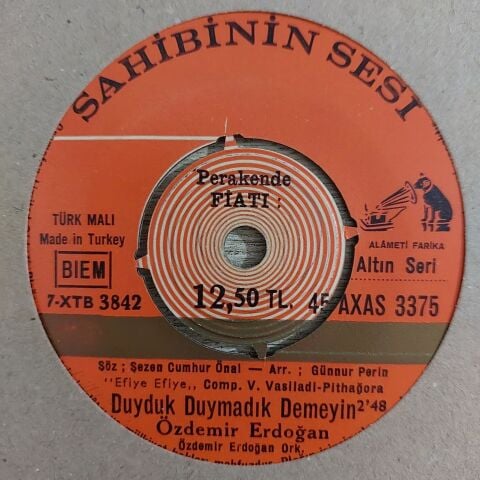 SAHİBİNİN SESİ
Perakende
FİATI :
12,50 TL.
TÜRK MALI
Made in Turkey
BIEM
7-XTB 3842
ALÂMETİ FARİKA
Altın Seri
45 AXAS 3375
Söz ; Şezen Cumhur Önal — Arr. ; Günnur Perin
"Efiye Efiye,, Comp. V. Vasiladi-Pithağora
Duyduk Duymadık Demeyin 2'48
Özdemir Erdoğan
Özdemir Erdoğan Ork.